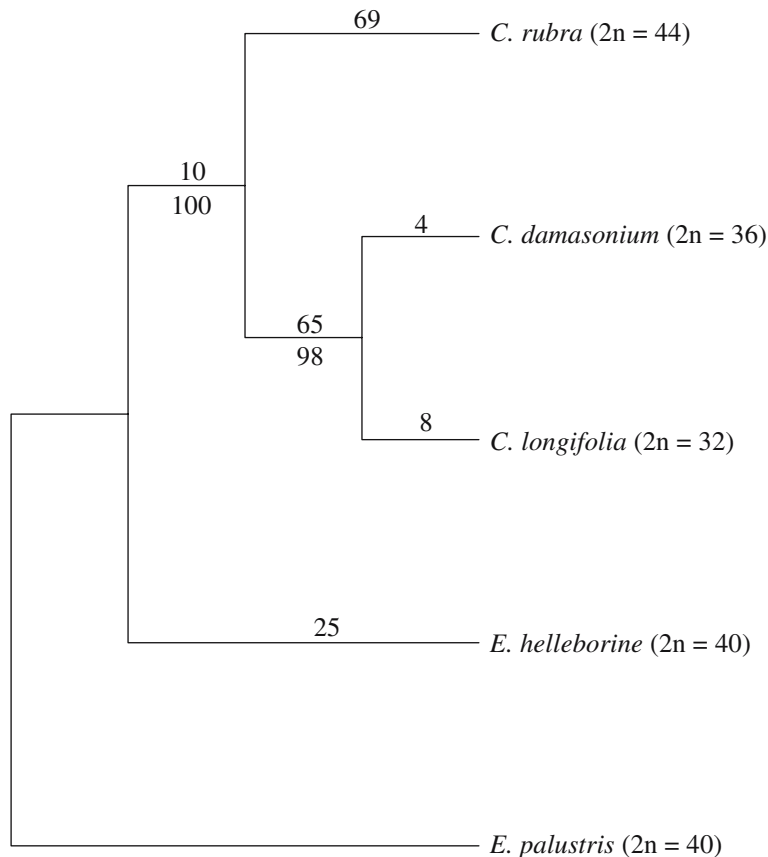 69
C. rubra (2n = 44)
10
100
4
C. damasonium (2n = 36)
65
98
8
C. longifolia (2n = 32)
25
E. helleborine (2n = 40)
E. palustris (2n = 40)